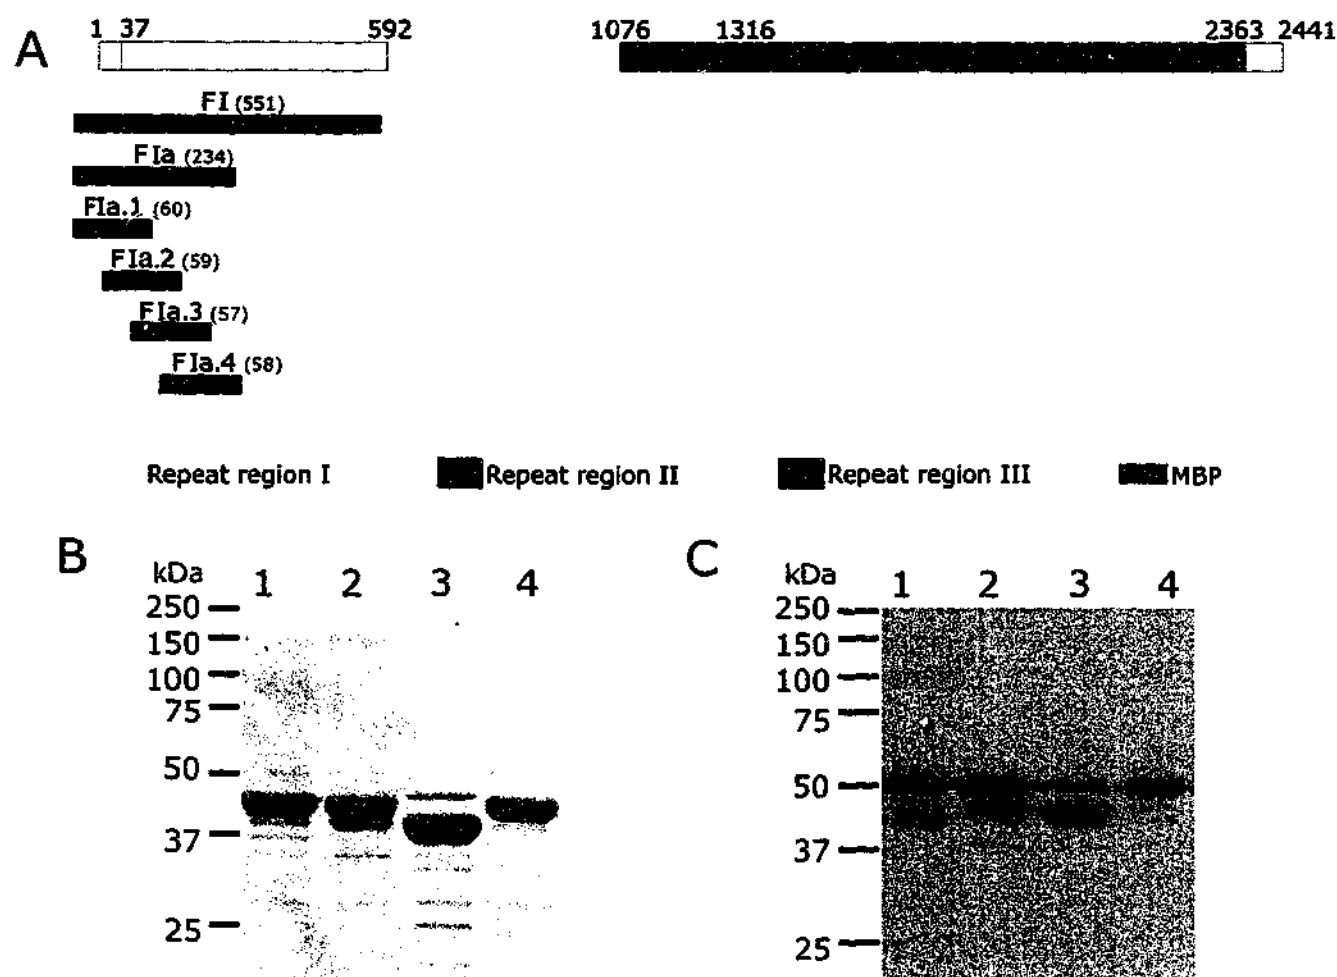 A
1 37 592 1076 1316 2363 2441
FI (551)
FIa (234)
FIa.1 (60)
FIa.2 (59)
FIa.3 (57)
FIa.4 (58)
Repeat region I Repeat region II Repeat region III MBP
B
kDa 1 2 3 4
250
150
100
75
50
37
25
C
kDa 1 2 3 4
250
150
100
75
50
37
25